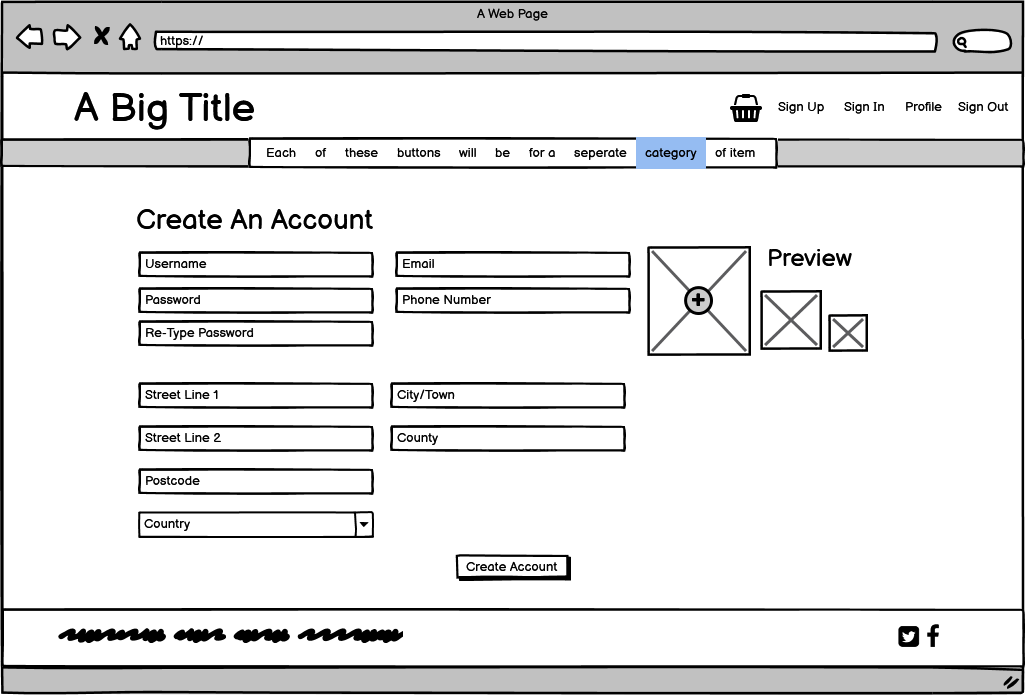 A Web Page
https://
A Big Title
Sign Up Sign In Profile Sign Out
Each of these buttons will be for a seperate category of item
Create An Account
Username Email
Preview
Password Phone Number
Re-Type Password
Street Line 1 City/Town
Street Line 2 County
Postcode
Country
Create Account